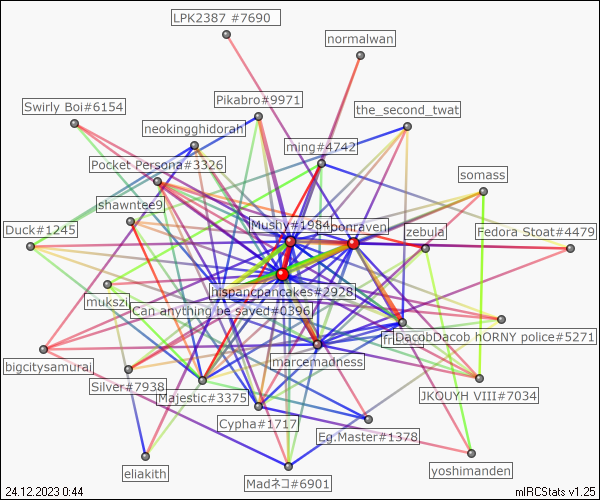 LPK2387 #7690
normalwan
Pikabro#9971
Swirly Boi#6154
the_second_twat
neokingghidorah
ming#4742
Pocket Persona#3326
somass
shawntee9
Mushy#1984
onraven
Duck#1245
zebula
Fedora Stoat#4479
hispancpancakes#2928
mukszi
Can anything be saved#0396
DacobDacob hORNY police#5271
bigcitysamurai
marcemadness
Silver#7938
Majestic#3375
JKOUYH VIII#7034
Cypha#1717
Eg.Master#1378
eliakith
yoshimanden
Madネコ#6901
24.12.2023 0:44
mIRCStats v1.25